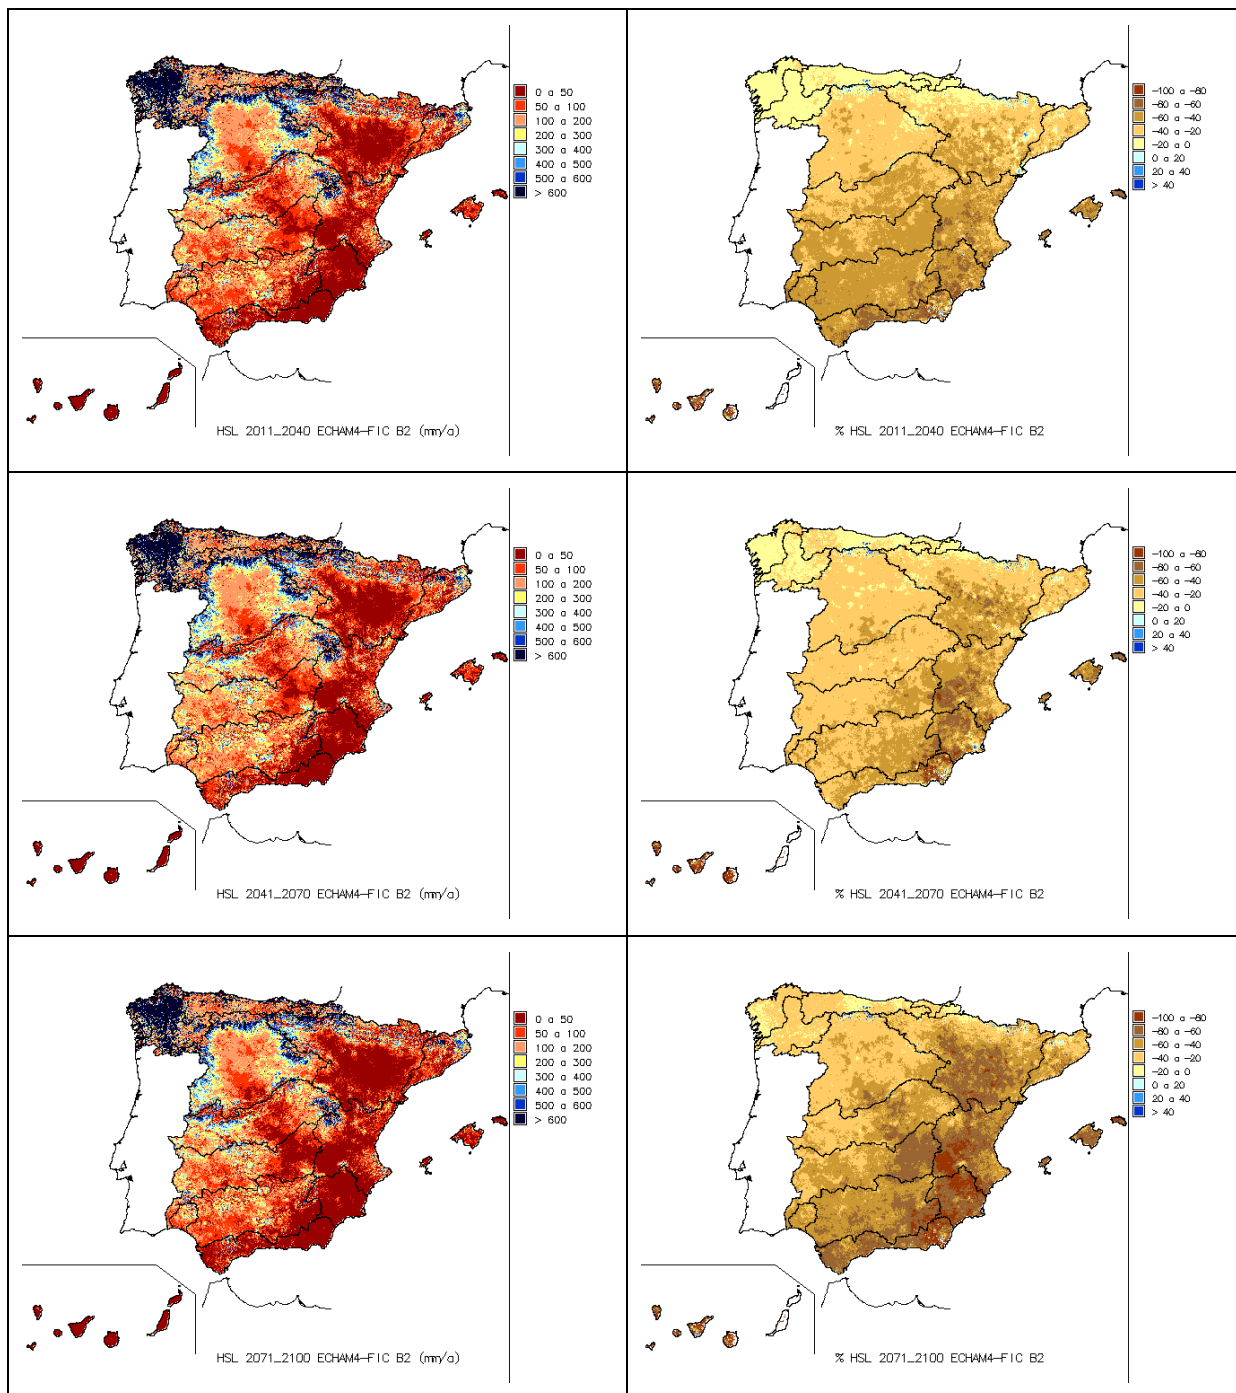 0 a 50
50 a 100
100 a 200
200 a 300
300 a 400
400 a 500
500 a 600
> 600
HSL 2011_2040 ECHAM4-FIC B2 (mm/a)
-100 a -80
-80 a -60
-60 a -40
-40 a -20
-20 a 0
0 a 20
20 a 40
> 40
% HSL 2011_2040 ECHAM4-FIC B2
0 a 50
50 a 100
100 a 200
200 a 300
300 a 400
400 a 500
500 a 600
> 600
HSL 2041_2070 ECHAM4-FIC B2 (mm/a)
-100 a -80
-80 a -60
-60 a -40
-40 a -20
-20 a 0
0 a 20
20 a 40
> 40
% HSL 2041_2070 ECHAM4-FIC B2
0 a 50
50 a 100
100 a 200
200 a 300
300 a 400
400 a 500
500 a 600
> 600
HSL 2071_2100 ECHAM4-FIC B2 (mm/a)
-100 a -80
-80 a -60
-60 a -40
-40 a -20
-20 a 0
0 a 20
20 a 40
> 40
% HSL 2071_2100 ECHAM4-FIC B2